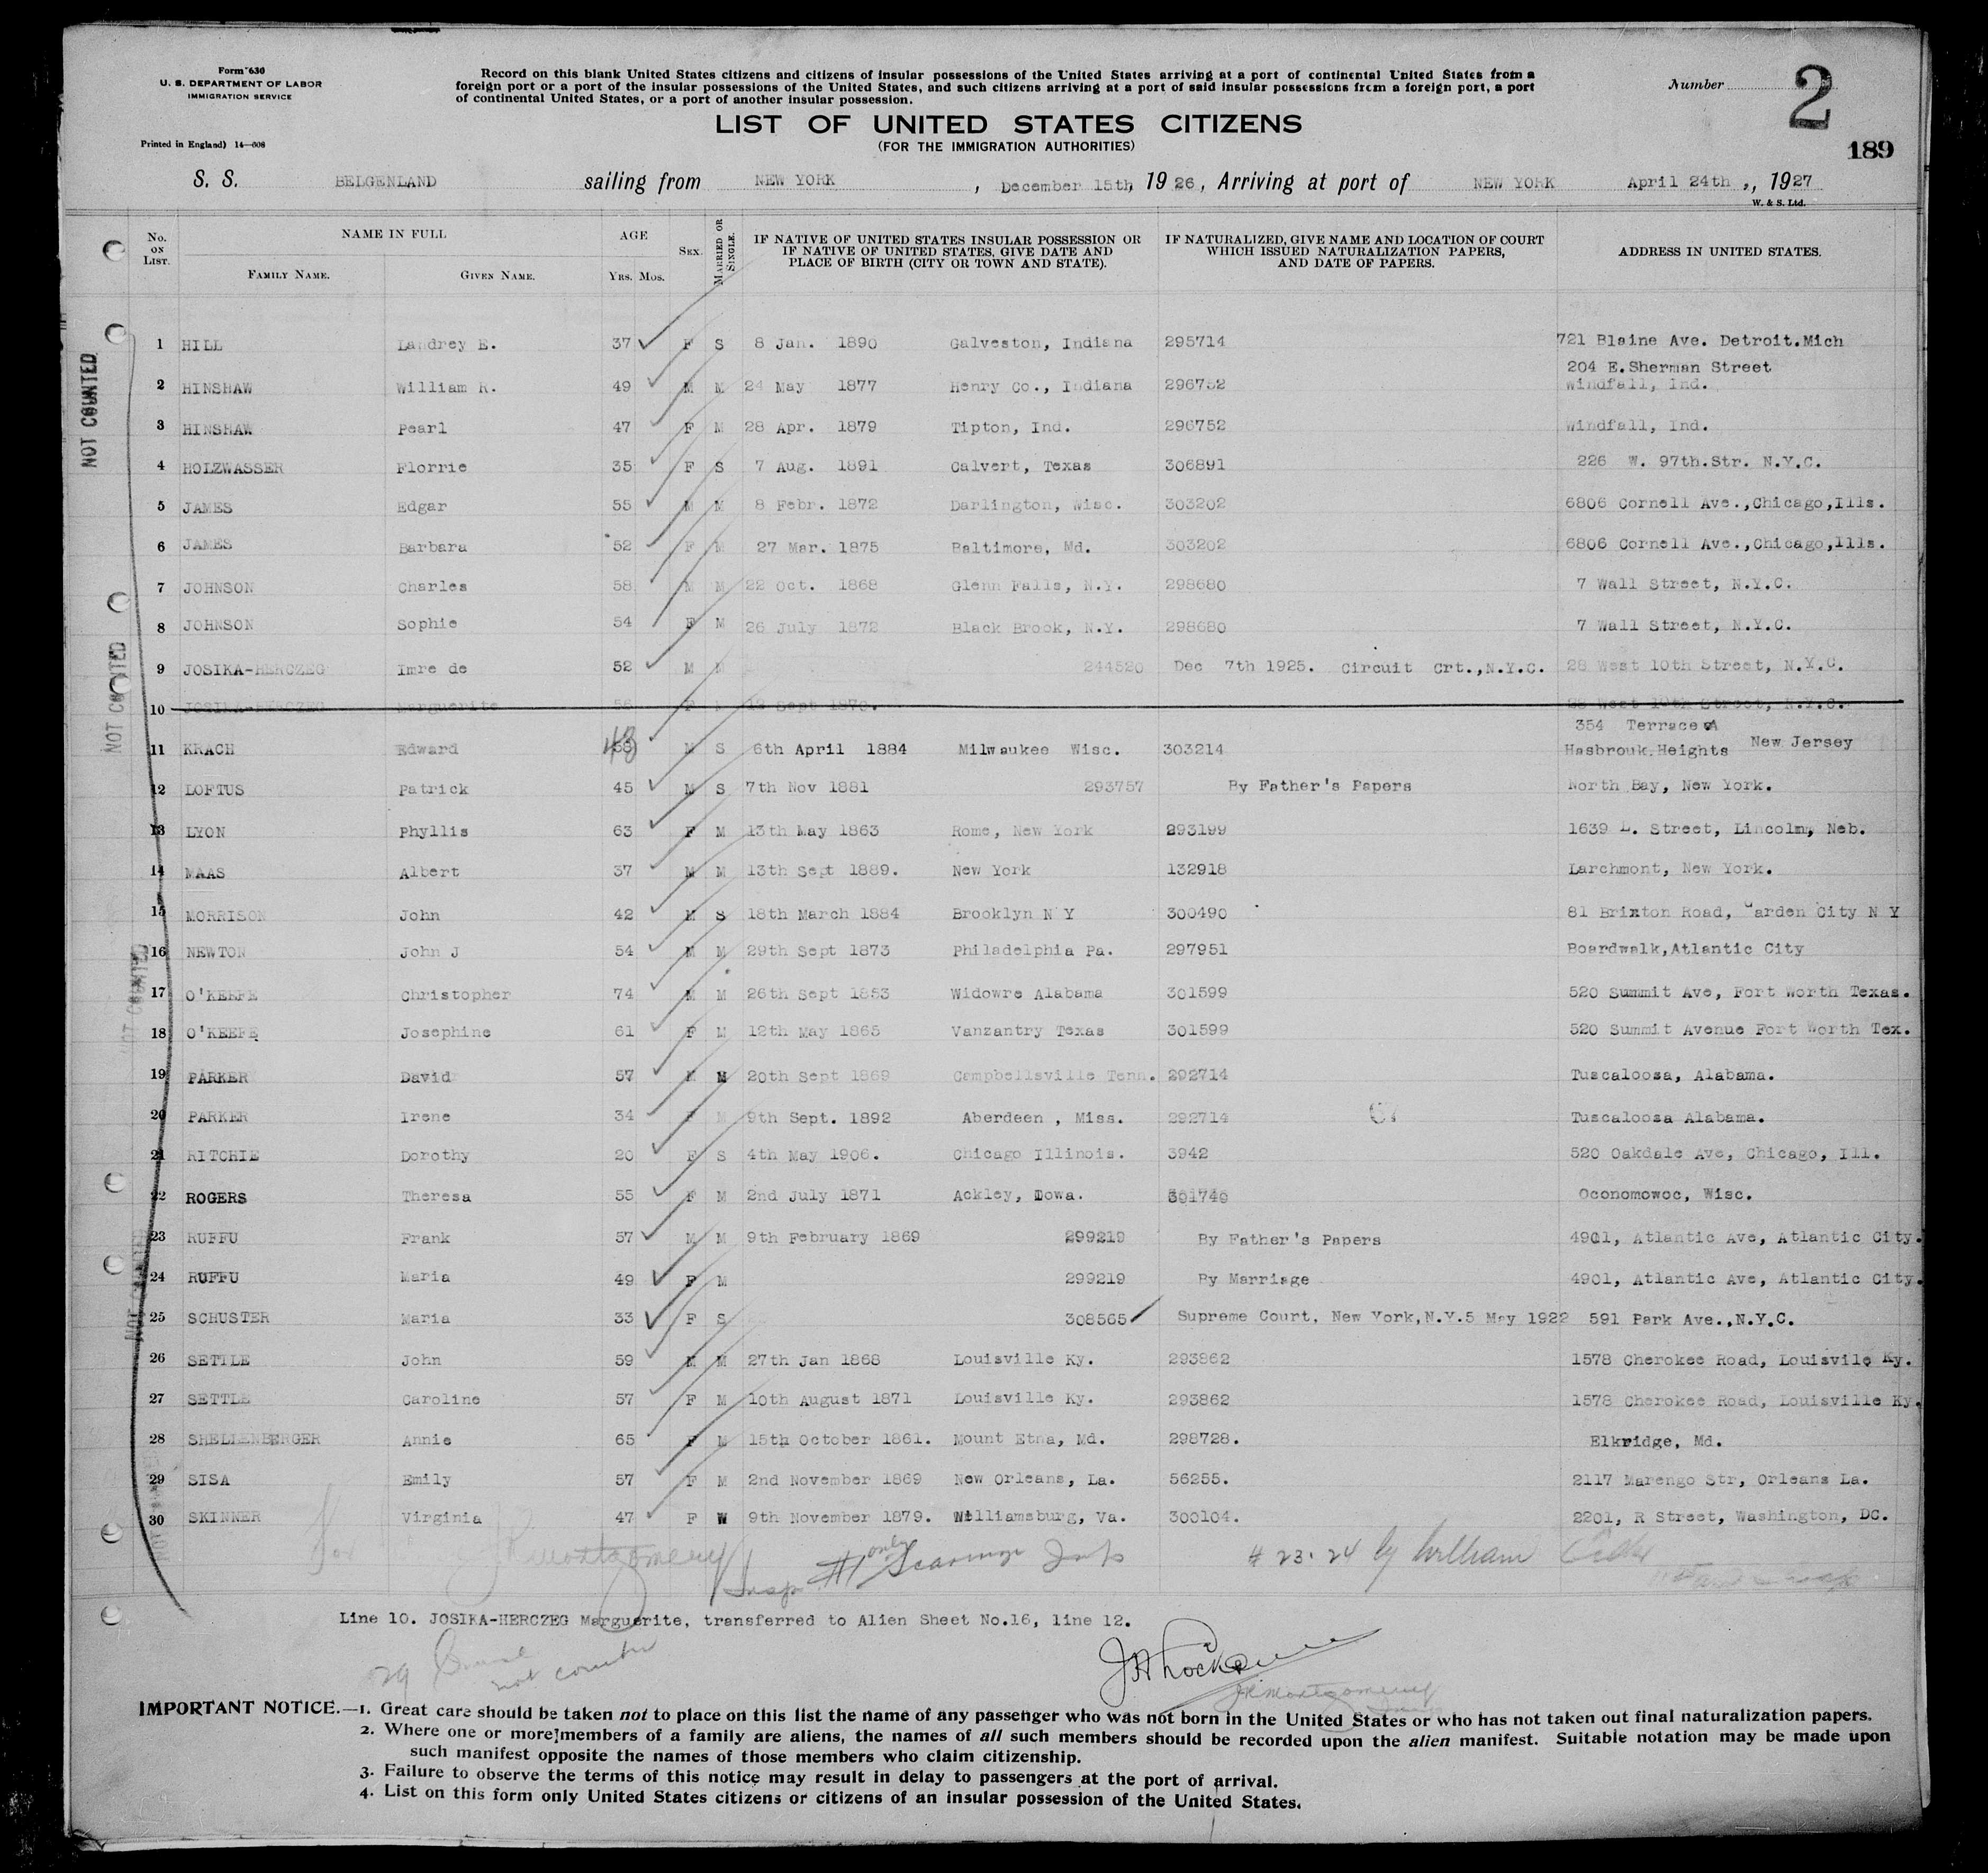 Form 630
U. S. DEPARTMENT OF LABOR
IMMIGRATION SERVICE
Printed in England) 14—608
Record on this blank United States citizens and citizens of insular possessions of the United States arriving at a port of continental United States from a
foreign port or a port of the insular possessions of the United States, and such citizens arriving at a port of said insular possessions from a foreign port, a port
of continental United States, or a port of another insular possession.
Number 2
LIST OF UNITED STATES CITIZENS
(FOR THE IMMIGRATION AUTHORITIES)
189
S. S. BELGENLAND sailing from NEW YORK , December 15th, 19 26, Arriving at port of NEW YORK April 24th ,, 1927
W. & S. Ltd.
No. on List.
NAME IN FULL
Family Name. Given Name.
AGE
Yrs. Mos.
Sex.
Married or Single.
IF NATIVE OF UNITED STATES INSULAR POSSESSION OR
IF NATIVE OF UNITED STATES, GIVE DATE AND
PLACE OF BIRTH (CITY OR TOWN AND STATE).
IF NATURALIZED, GIVE NAME AND LOCATION OF COURT
WHICH ISSUED NATURALIZATION PAPERS,
AND DATE OF PAPERS.
ADDRESS IN UNITED STATES.
1 HILL Landrey E. 37 F S 8 Jan. 1890 Galveston, Indiana 295714 721 Blaine Ave. Detroit.Mich
204 E.Sherman Street
2 HINSHAW William R. 49 M M 24 May 1877 Henry Co., Indiana 296752 Windfall, Ind.
3 HINSHAW Pearl 47 F M 28 Apr. 1879 Tipton, Ind. 296752 Windfall, Ind.
4 HOLZWASSER Florrie 35 F S 7 Aug. 1891 Calvert, Texas 306891 226 W. 97th.Str. N.Y.C.
5 JAMES Edgar 55 M M 8 Febr. 1872 Darlington, Wisc. 303202 6806 Cornell Ave.,Chicago,Ills.
6 JAMES Barbara 52 F M 27 Mar. 1875 Baltimore, Md. 303202 6806 Cornell Ave.,Chicago,Ills.
7 JOHNSON Charles 58 M M 22 Oct. 1868 Glenn Falls, N.Y. 298680 7 Wall Street, N.Y.C.
8 JOHNSON Sophie 54 F M 26 July 1872 Black Brook, N.Y. 298680 7 Wall Street, N.Y.C.
9 JOSIKA-HERCZEG Imre de 52 M M 244520 Dec 7th 1925. Circuit Crt.,N.Y.C. 28 West 10th Street, N.Y.C.
10 JOSIKA-HERCZEG Marguerite 56 F M 12 Sept 1870. 28 West 10th Street, N.Y.C.
354 Terrace A
11 KRACH Edward 43 M S 6th April 1884 Milwaukee Wisc. 303214 Hasbrouk.Heights New Jersey
12 LOFTUS Patrick 45 M S 7th Nov 1881 293757 By Father's Papers North Bay, New York.
13 LYON Phyllis 63 F M 13th May 1863 Rome, New York 293199 1639 L. Street, Lincoln, Neb.
14 MAAS Albert 37 M M 13th Sept 1889. New York 132918 Larchmont, New York.
15 MORRISON John 42 M S 18th March 1884 Brooklyn N Y 300490 81 Brixton Road, Garden City N Y
16 NEWTON John J 54 M M 29th Sept 1873 Philadelphia Pa. 297951 Boardwalk,Atlantic City
17 O'KEEFE Christopher 74 M M 26th Sept 1853 Widowre Alabama 301599 520 Summit Ave, Fort Worth Texas.
18 O'KEEFE Josephine 61 F M 12th May 1865 Vanzantry Texas 301599 520 Summit Avenue Fort Worth Tex.
19 PARKER David 57 M M 20th Sept 1869 Campbellsville Tenn. 292714 Tuscaloosa, Alabama.
20 PARKER Irene 34 F M 9th Sept. 1892 Aberdeen , Miss. 292714 Tuscaloosa Alabama.
21 RITCHIE Dorothy 20 F S 4th May 1906. Chicago Illinois. 3942 520 Oakdale Ave, Chicago, Ill.
22 ROGERS Theresa 55 F M 2nd July 1871 Ackley, Iowa. 301740 Oconomowoc, Wisc.
23 RUFFU Frank 57 M M 9th February 1869 299219 By Father's Papers 4901, Atlantic Ave, Atlantic City.
24 RUFFU Maria 49 F M 299219 By Marriage 4901, Atlantic Ave, Atlantic City.
25 SCHUSTER Maria 33 F S 308565 Supreme Court, New York,N.Y.5 May 1922 591 Park Ave.,N.Y.C.
26 SETTLE John 59 M M 27th Jan 1868 Louisville Ky. 293862 1578 Cherokee Road, Louisvile Ky.
27 SETTLE Caroline 57 F M 10th August 1871 Louisville Ky. 293862 1578 Cherokee Road, Louisville Ky.
28 SHELLENBERGER Annie 65 F M 15th October 1861. Mount Etna, Md. 298728. Elkridge, Md.
29 SISA Emily 57 F M 2nd November 1869 New Orleans, La. 56255. 2117 Marengo Str, Orleans La.
30 SKINNER Virginia 47 F W 9th November 1879. Williamsburg, Va. 300104. 2201, R Street, Washington, DC.
NOT COUNTED
NOT COUNTED
NOT COUNTED
NOT COUNTED
for JR Montgomery Insp #1 only # 23. 24 by William
Line 10. JOSIKA-HERCZEG Marguerite, transferred to Alien Sheet No.16, line 12.
29 not counted
JR Montgomery
IMPORTANT NOTICE.—1. Great care should be taken not to place on this list the name of any passenger who was not born in the United States or who has not taken out final naturalization papers.
2. Where one or more members of a family are aliens, the names of all such members should be recorded upon the alien manifest. Suitable notation may be made upon
such manifest opposite the names of those members who claim citizenship.
3. Failure to observe the terms of this notice may result in delay to passengers at the port of arrival.
4. List on this form only United States citizens or citizens of an insular possession of the United States.